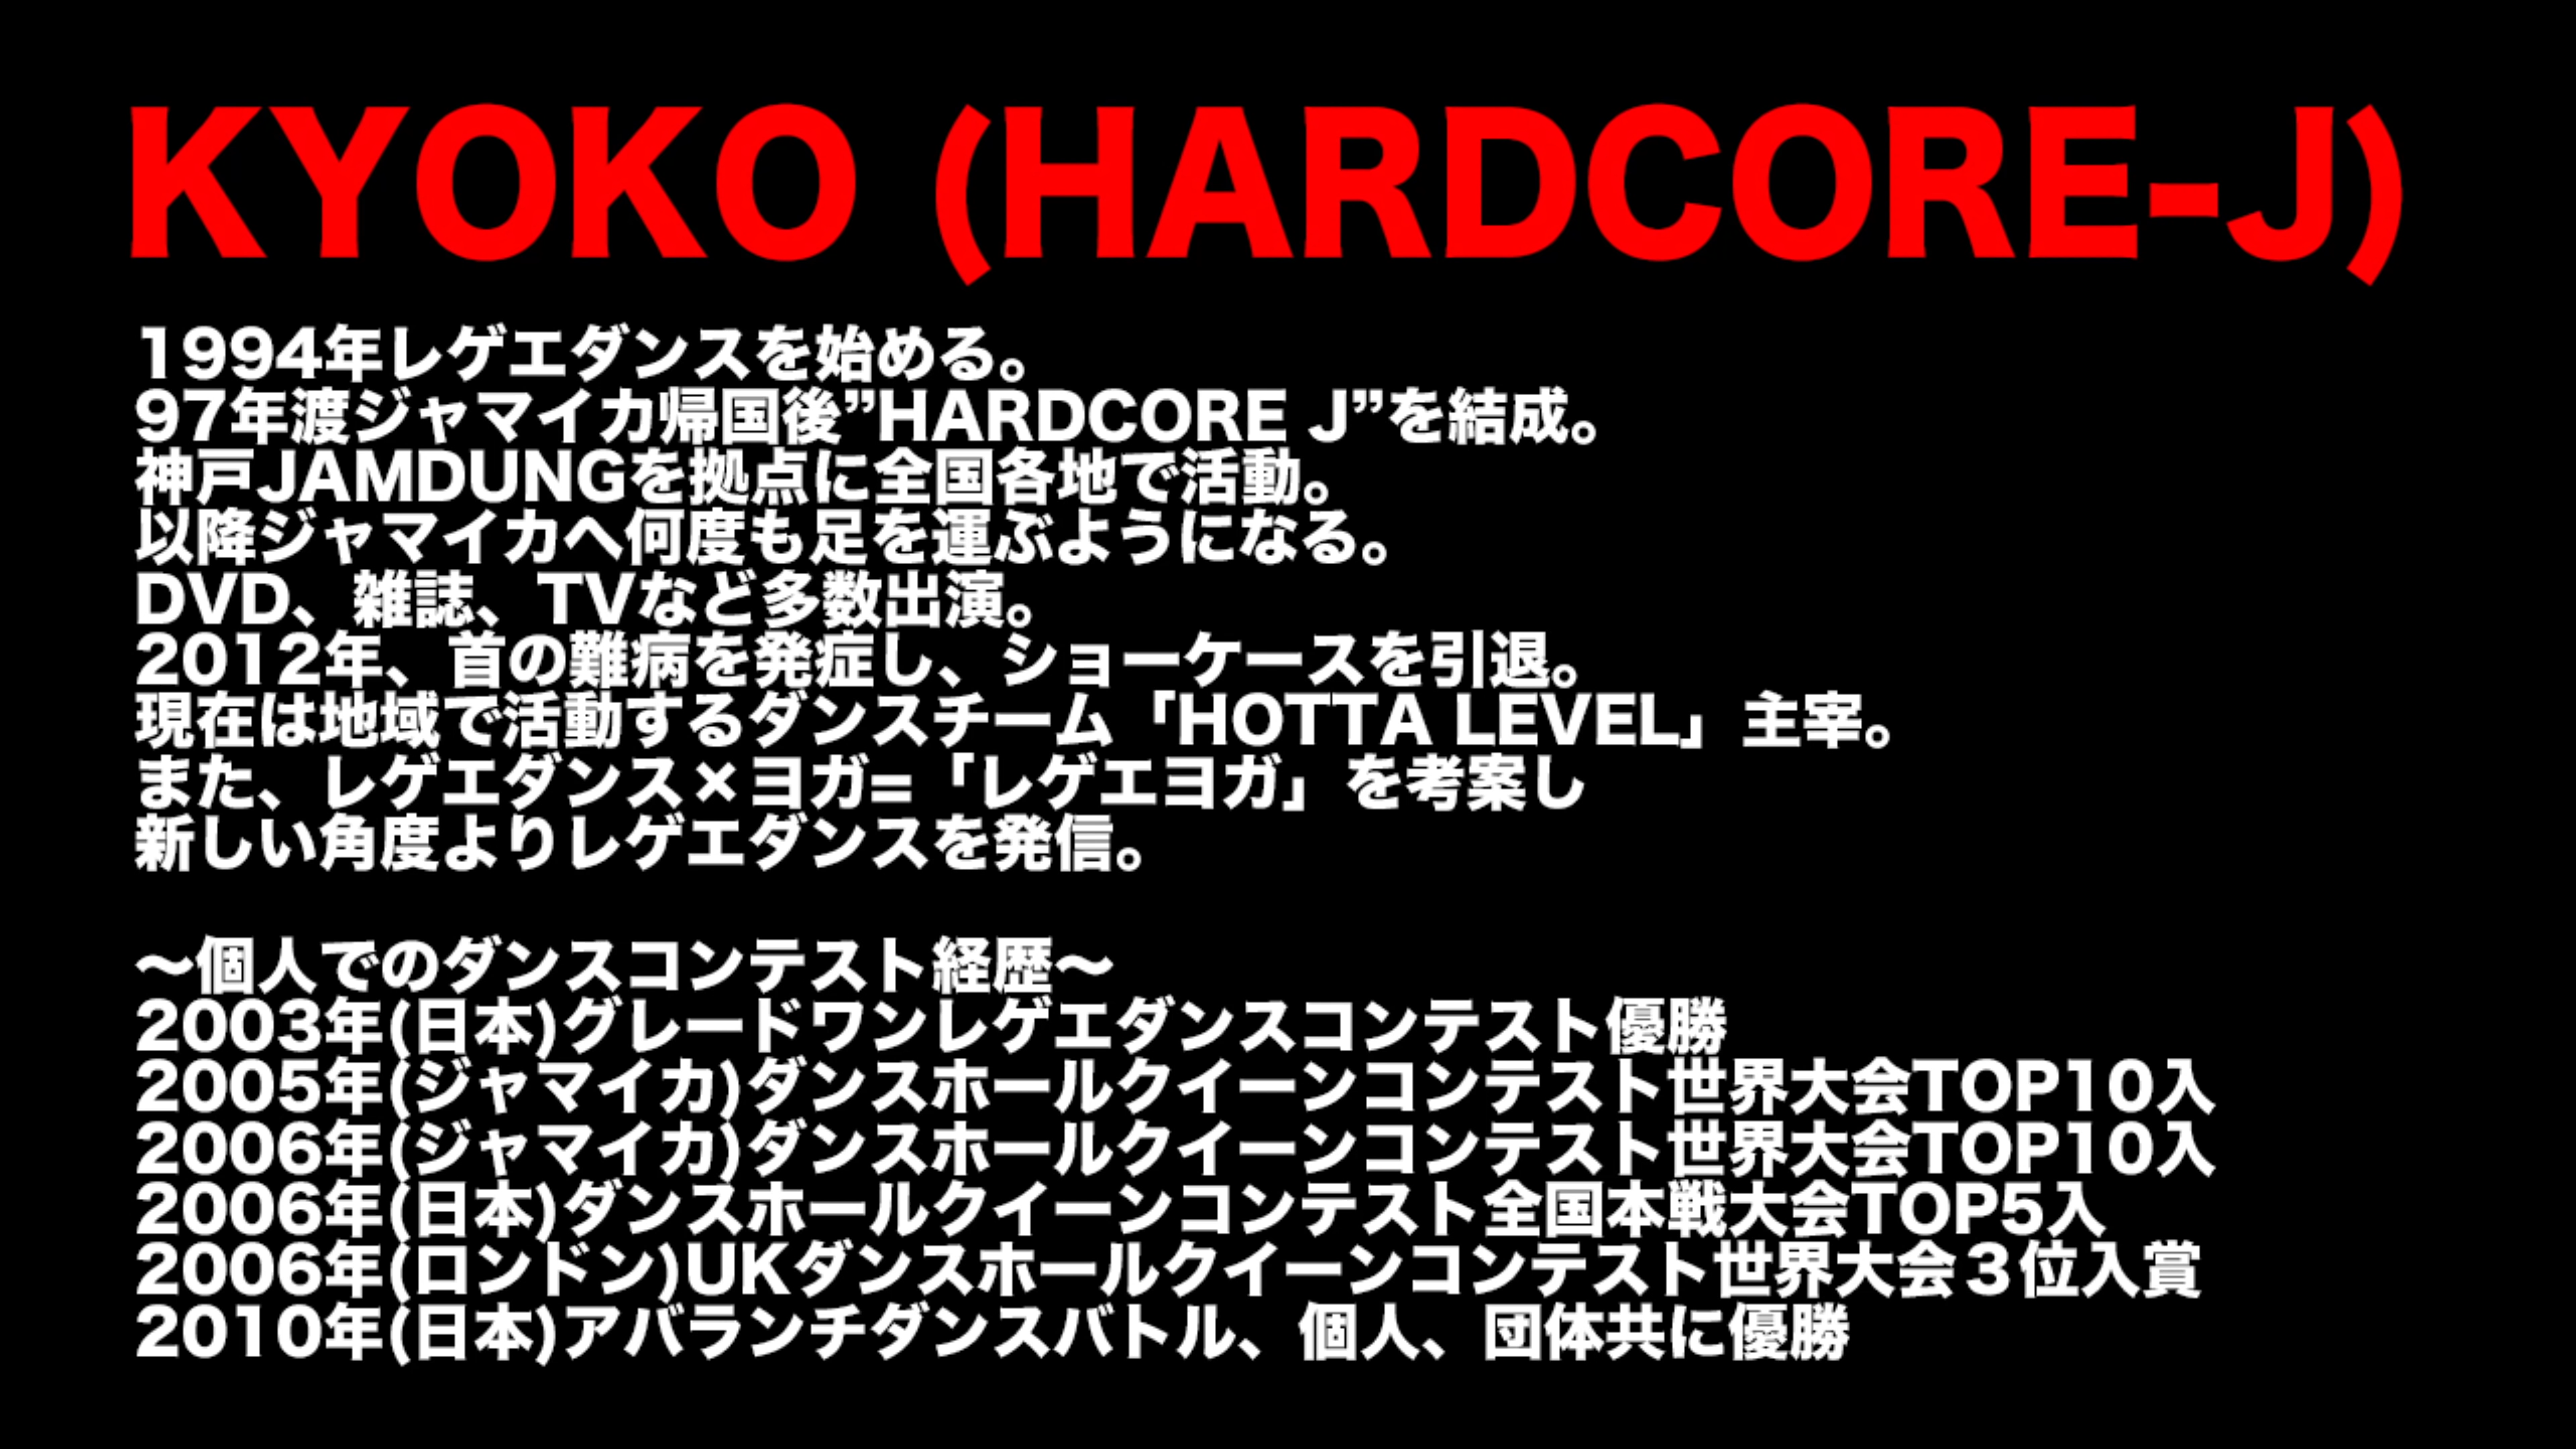 KYOKO (HARDCORE-J)
1994年レゲエダンスを始める。
97年渡ジャマイカ帰国後”HARDCORE J”を結成。
神戸JAMDUNGを拠点に全国各地で活動。
以降ジャマイカへ何度も足を運ぶようになる。
DVD、雑誌、TVなど多数出演。
2012年、首の難病を発症し、ショーケースを引退。
現在は地域で活動するダンスチーム「HOTTA LEVEL」主宰。
また、レゲエダンス×ヨガ=「レゲエヨガ」を考案し
新しい角度よりレゲエダンスを発信。
〜個人でのダンスコンテスト経歴〜
2003年(日本)グレードワンレゲエダンスコンテスト優勝
2005年(ジャマイカ)ダンスホールクイーンコンテスト世界大会TOP10入
2006年(ジャマイカ)ダンスホールクイーンコンテスト世界大会TOP10入
2006年(日本)ダンスホールクイーンコンテスト全国本戦大会TOP5入
2006年(ロンドン)UKダンスホールクイーンコンテスト世界大会３位入賞
2010年(日本)アバランチダンスバトル、個人、団体共に優勝